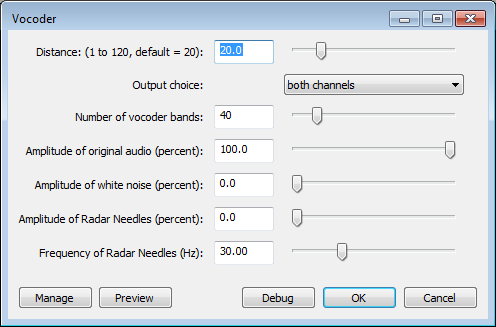 Vocoder
Distance: (1 to 120, default = 20): 20.0
Output choice: both channels
Number of vocoder bands: 40
Amplitude of original audio (percent): 100.0
Amplitude of white noise (percent): 0.0
Amplitude of Radar Needles (percent): 0.0
Frequency of Radar Needles (Hz): 30.00
Manage Preview Debug OK Cancel